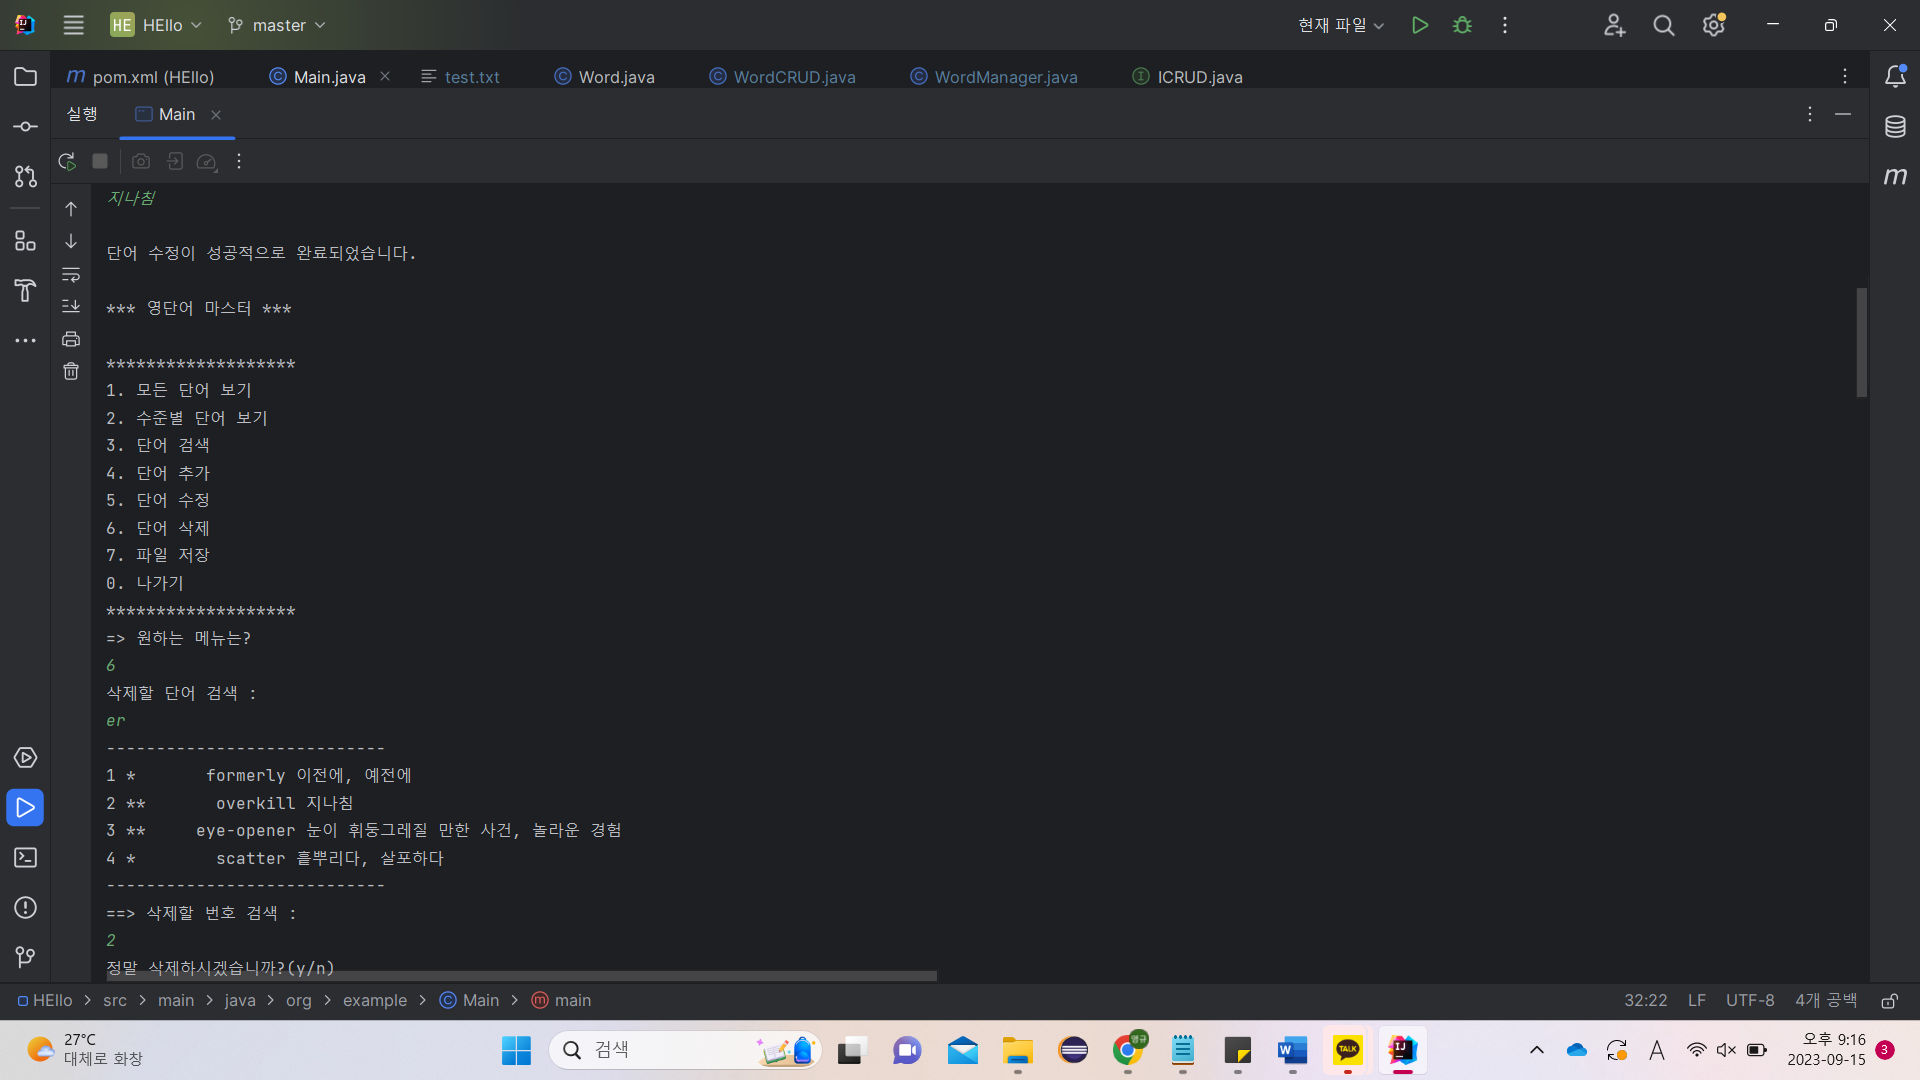 HE HEllo master 현재 파일
pom.xml (HEllo) Main.java test.txt Word.java WordCRUD.java WordManager.java ICRUD.java
실행 Main
지나침
단어 수정이 성공적으로 완료되었습니다.
*** 영단어 마스터 ***
*******************
1. 모든 단어 보기
2. 수준별 단어 보기
3. 단어 검색
4. 단어 추가
5. 단어 수정
6. 단어 삭제
7. 파일 저장
0. 나가기
*******************
=> 원하는 메뉴는?
6
삭제할 단어 검색 :
er
----------------------------
1 * formerly 이전에, 예전에
2 ** overkill 지나침
3 ** eye-opener 눈이 휘둥그레질 만한 사건, 놀라운 경험
4 * scatter 흩뿌리다, 살포하다
----------------------------
==> 삭제할 번호 검색 :
2
정말 삭제하시겠습니까?(y/n)
HEllo > src > main > java > org > example > Main > main 32:22 LF UTF-8 4개 공백
27°C
대체로 화창
검색
TALK
A
오후 9:16
2023-09-15
3